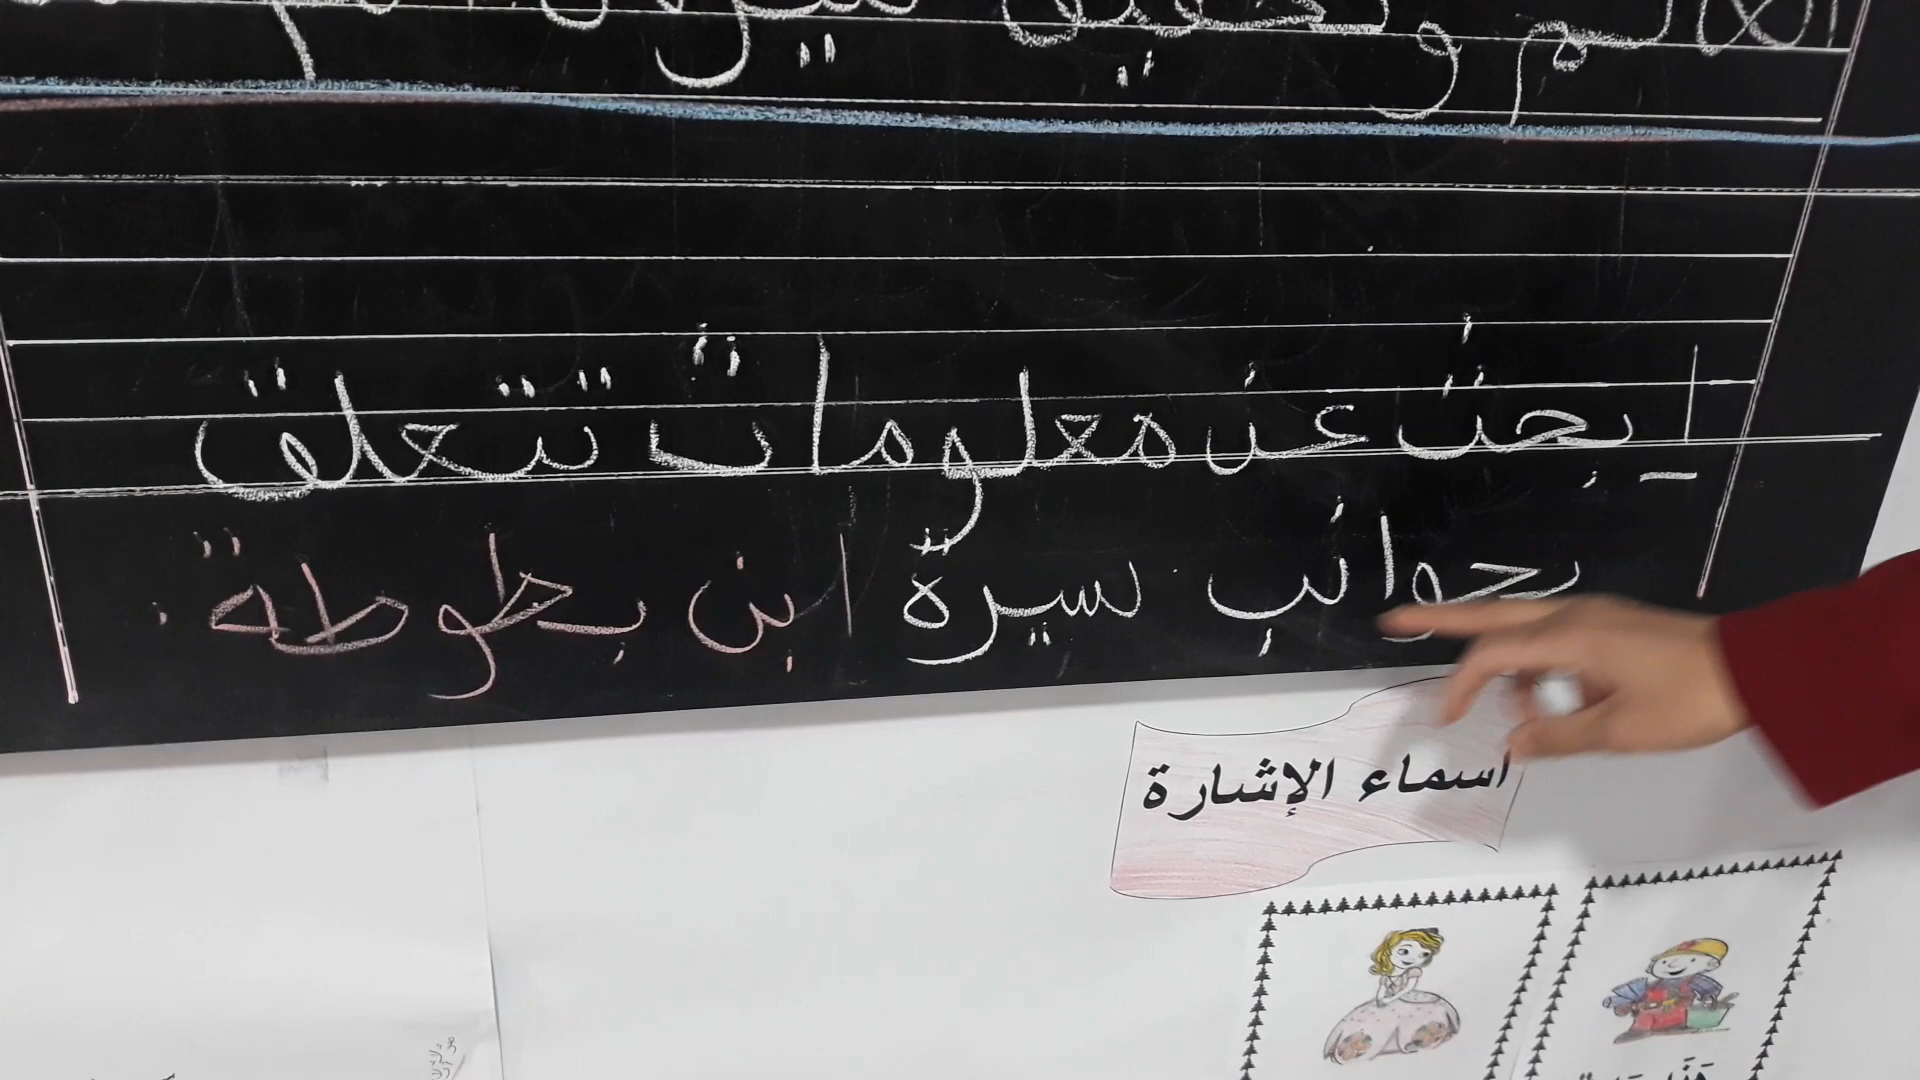 ـ ابحث عن معلومات تتعلق
بجوانب سيرة ابن بطوطة.
أسماء الإشارة